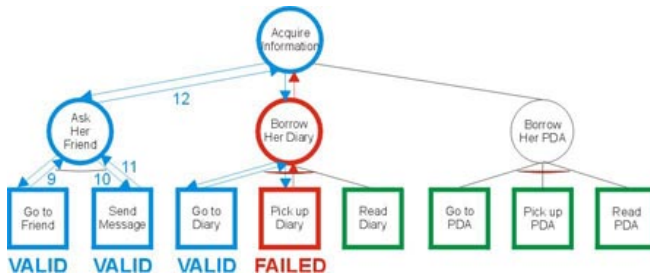 Acquire
Information
12
Ask
Her
Friend
Borrow
Her Diary
Borrow
Her PDA
9
10
11
Go to
Friend
Send
Message
Go to
Diary
Pick up
Diary
Read
Diary
Go to
PDA
Pick up
PDA
Read
PDA
VALID
VALID
VALID
FAILED